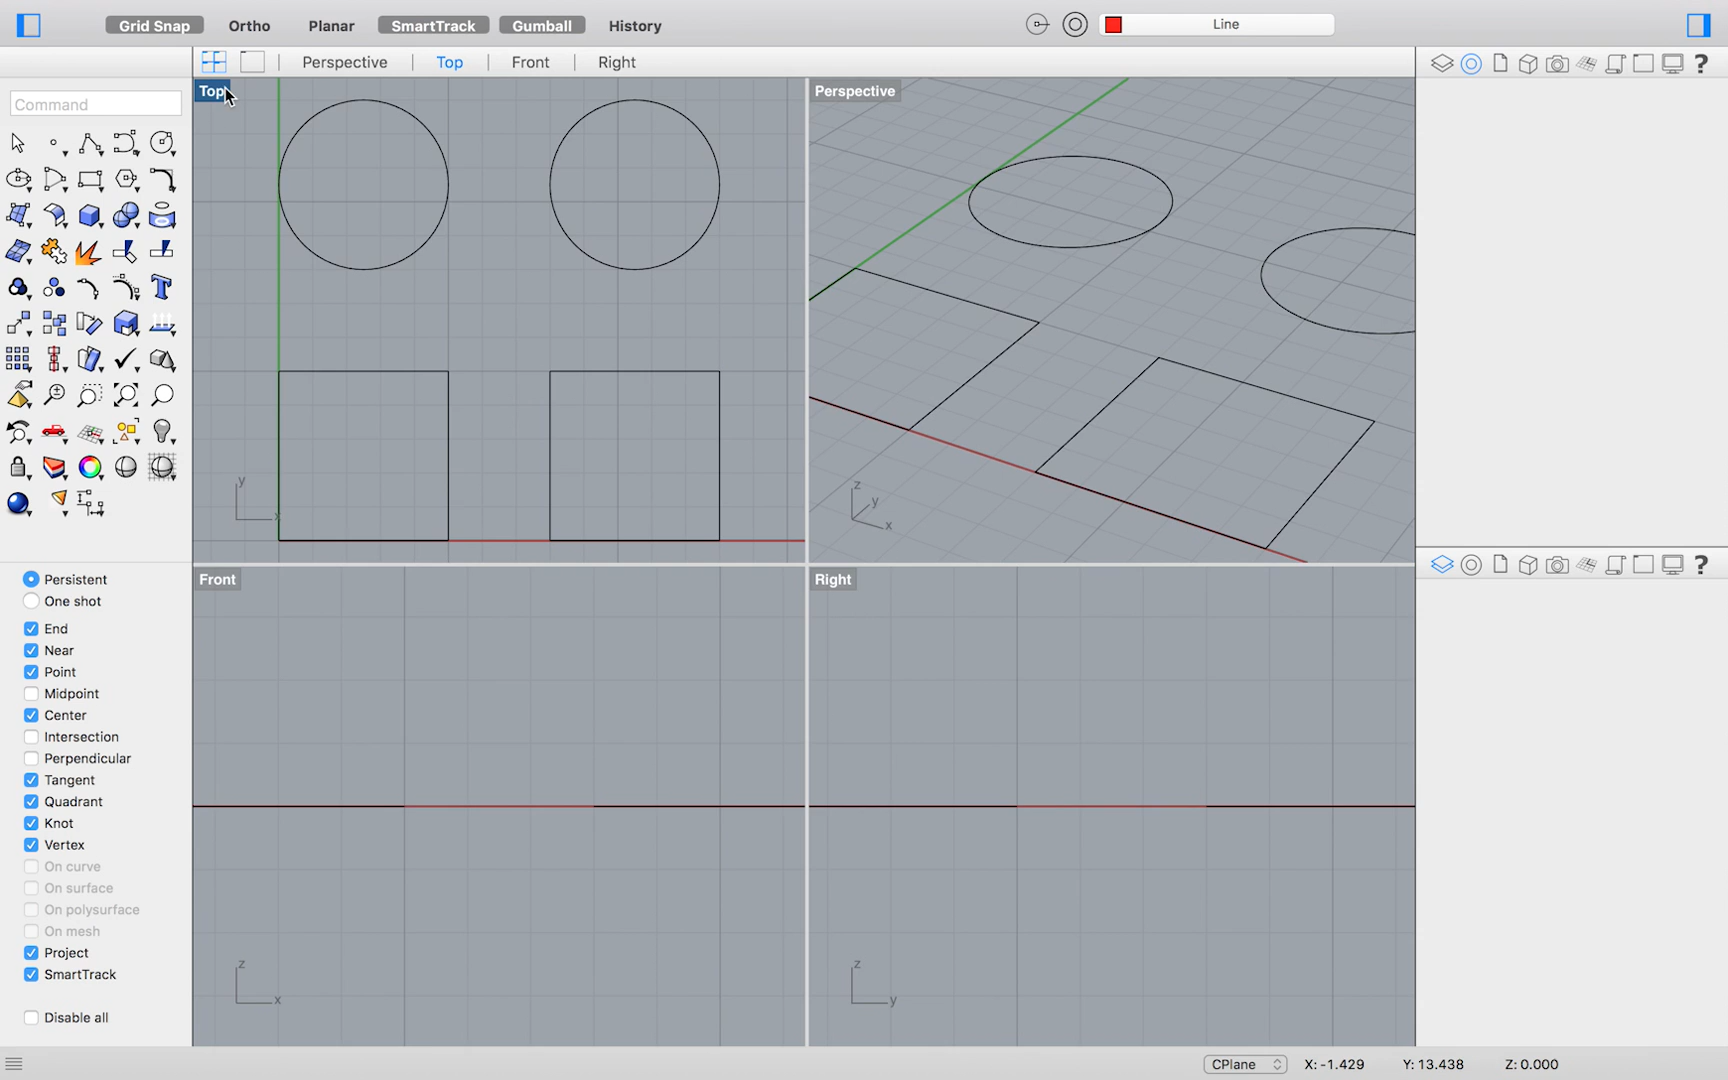 Grid Snap Ortho Planar SmartTrack Gumball History Line
Perspective Top Front Right
Command
Top
Perspective
y
x
z
y
x
Persistent
One shot
End
Near
Point
Midpoint
Center
Intersection
Perpendicular
Tangent
Quadrant
Knot
Vertex
On curve
On surface
On polysurface
On mesh
Project
SmartTrack
Disable all
Front
Right
z
x
z
y
CPlane X: -1.429 Y: 13.438 Z: 0.000